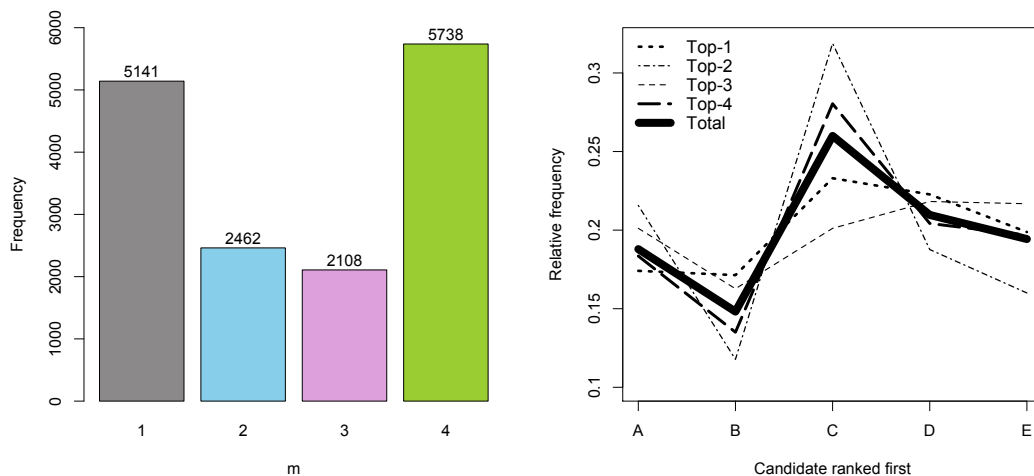 6000
5000
4000
3000
2000
1000
0
Frequency
5141
2462
2108
5738
1 2 3 4
m
0.3
0.25
0.2
0.15
0.1
Relative frequency
Top-1
Top-2
Top-3
Top-4
Total
A B C D E
Candidate ranked first